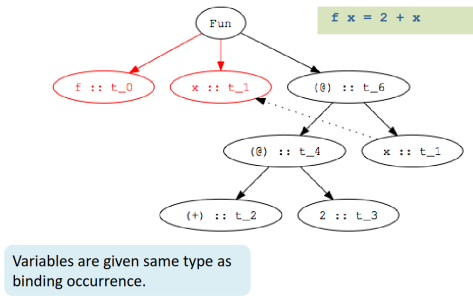 Fun
f x = 2 + x
f :: t_0
x :: t_1
(@) :: t_6
(@) :: t_4
x :: t_1
(+) :: t_2
2 :: t_3
Variables are given same type as
binding occurrence.